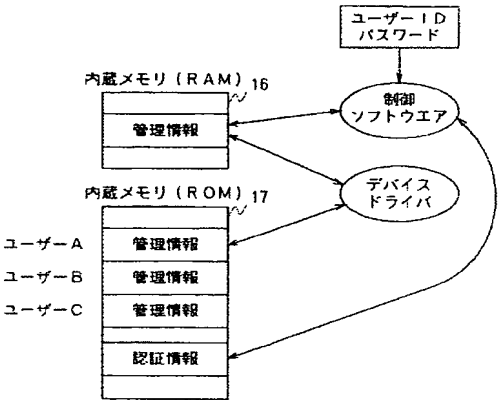 ユーザーID
パスワード
内蔵メモリ(RAM) 16
管理情報
制御
ソフトウエア
内蔵メモリ(ROM) 17
デバイス
ドライバ
ユーザーA 管理情報
ユーザーB 管理情報
ユーザーC 管理情報
認証情報